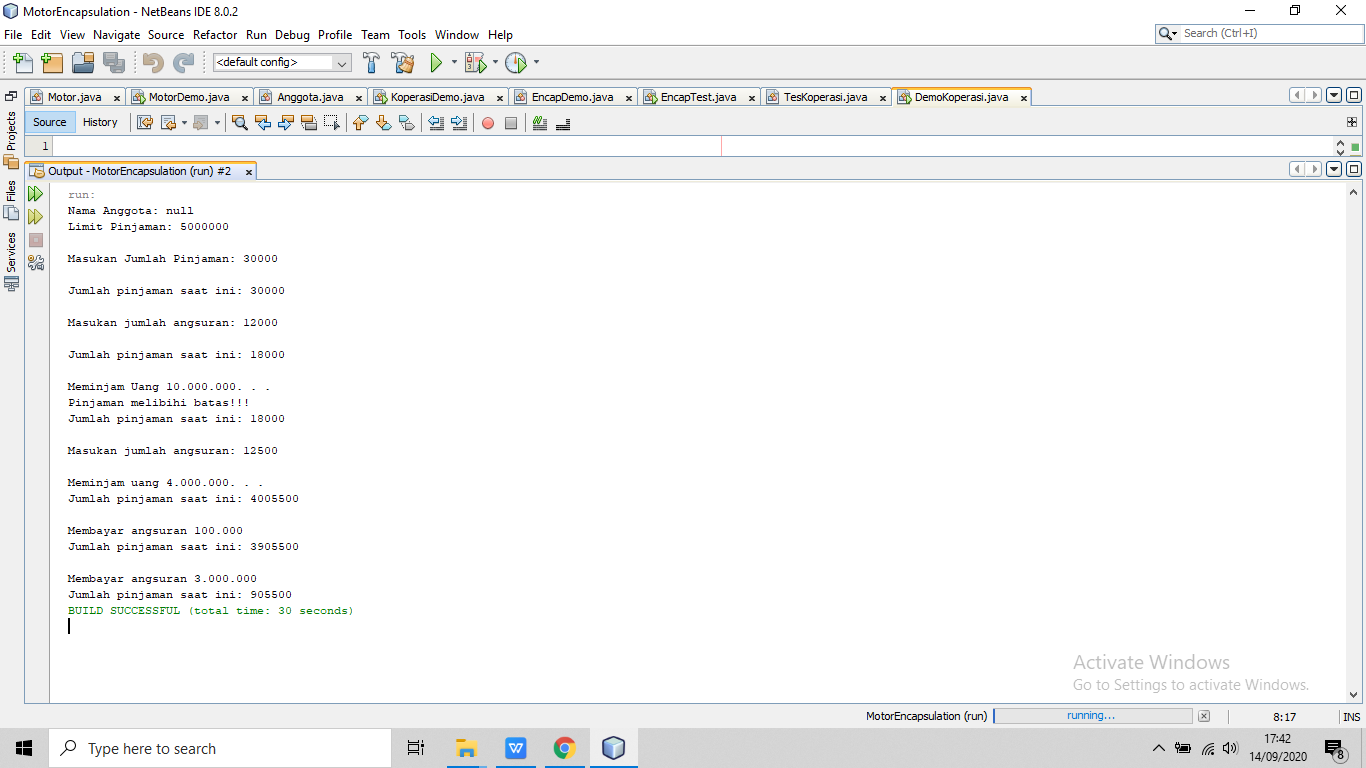 MotorEncapsulation - NetBeans IDE 8.0.2
File Edit View Navigate Source Refactor Run Debug Profile Team Tools Window Help
Search (Ctrl+I)
<default config>
Motor.java MotorDemo.java Anggota.java KoperasiDemo.java EncapDemo.java EncapTest.java TesKoperasi.java DemoKoperasi.java
Projects
Files
Services
Source History
1
Output - MotorEncapsulation (run) #2
run:
Nama Anggota: null
Limit Pinjaman: 5000000
Masukan Jumlah Pinjaman: 30000
Jumlah pinjaman saat ini: 30000
Masukan jumlah angsuran: 12000
Jumlah pinjaman saat ini: 18000
Meminjam Uang 10.000.000. . .
Pinjaman melibihi batas!!!
Jumlah pinjaman saat ini: 18000
Masukan jumlah angsuran: 12500
Meminjam uang 4.000.000. . .
Jumlah pinjaman saat ini: 4005500
Membayar angsuran 100.000
Jumlah pinjaman saat ini: 3905500
Membayar angsuran 3.000.000
Jumlah pinjaman saat ini: 905500
BUILD SUCCESSFUL (total time: 30 seconds)
Activate Windows
Go to Settings to activate Windows.
MotorEncapsulation (run) running... 8:17 INS
Type here to search
17:42
14/09/2020
8